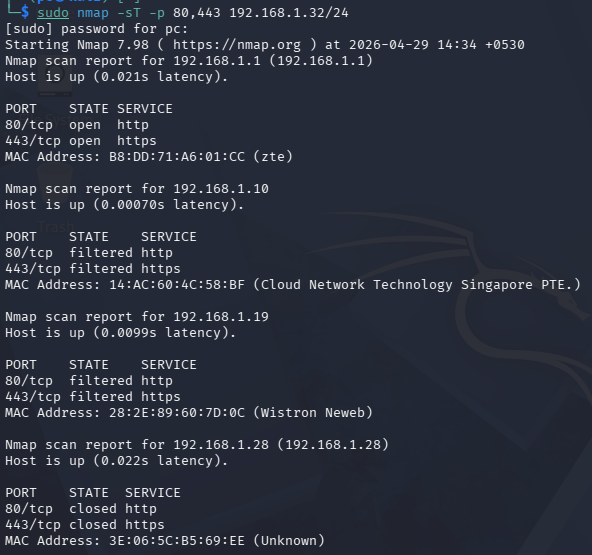 └─$ sudo nmap -sT -p 80,443 192.168.1.32/24
[sudo] password for pc:
Starting Nmap 7.98 ( https://nmap.org ) at 2026-04-29 14:34 +0530
Nmap scan report for 192.168.1.1 (192.168.1.1)
Host is up (0.021s latency).

PORT    STATE SERVICE
80/tcp  open  http
443/tcp open  https
MAC Address: B8:DD:71:A6:01:CC (zte)

Nmap scan report for 192.168.1.10
Host is up (0.00070s latency).

PORT    STATE    SERVICE
80/tcp  filtered http
443/tcp filtered https
MAC Address: 14:AC:60:4C:58:BF (Cloud Network Technology Singapore PTE.)

Nmap scan report for 192.168.1.19
Host is up (0.0099s latency).

PORT    STATE    SERVICE
80/tcp  filtered http
443/tcp filtered https
MAC Address: 28:2E:89:60:7D:0C (Wistron Neweb)

Nmap scan report for 192.168.1.28 (192.168.1.28)
Host is up (0.022s latency).

PORT    STATE  SERVICE
80/tcp  closed http
443/tcp closed https
MAC Address: 3E:06:5C:B5:69:EE (Unknown)